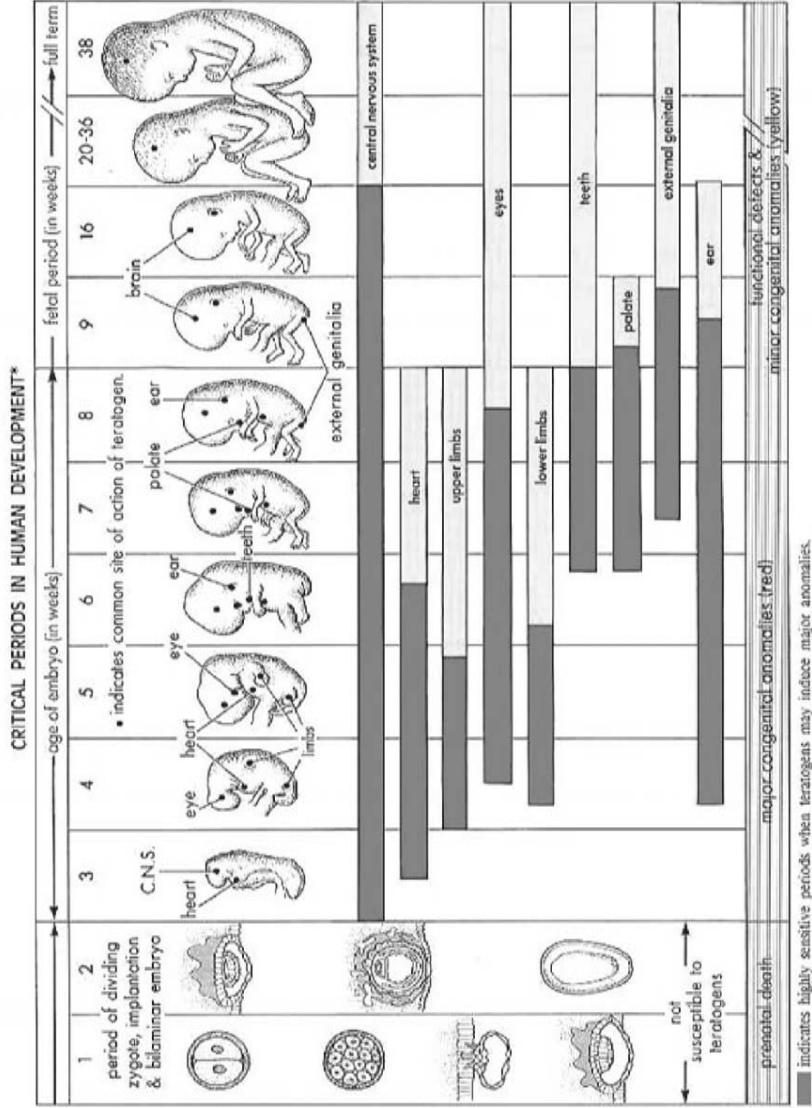 CRITICAL PERIODS IN HUMAN DEVELOPMENT*
age of embryo (in weeks)
fetal period (in weeks)
full term
1
2
3
4
5
6
7
8
9
16
20-36
38
period of dividing
zygote, implantation
& bilaminar embryo
• indicates common site of action of teratogen.
C.N.S.
heart
eye
heart
eye
limbs
ear
teeth
palate
ear
brain
external genitalia
central nervous system
heart
upper limbs
eyes
lower limbs
teeth
palate
external genitalia
ear
not
susceptible to
teratogens
prenatal death
major congenital anomalies (red)
functional detects &
minor congenital anomalies (yellow)
indicates highly sensitive periods when teratogens may induce major anomalies.